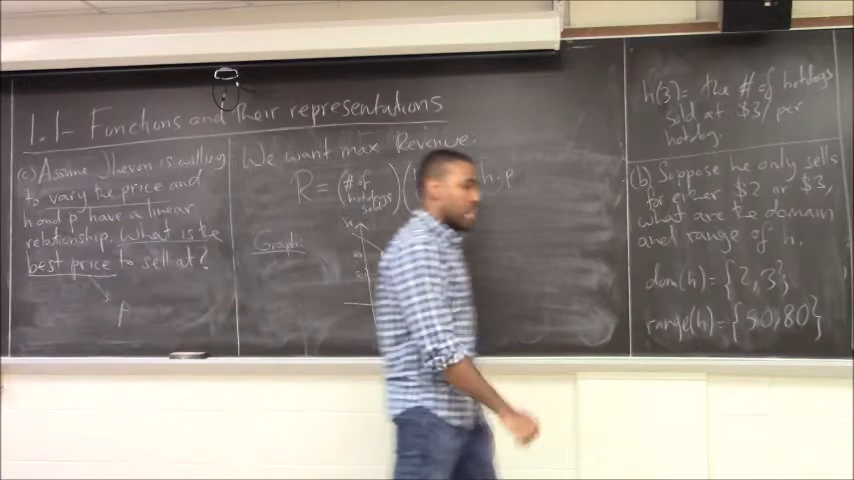 1.1- Functions and their representations
(c) Assume Jhevon is willing
to vary the price and
h and p have a linear
relationship. What is the
best price to sell at?
p
We want max Revenue.
R = (# of hotdogs sold)( h. p
Graph:
h
h(3) = the # of hotdogs
sold at $3/per
hotdog.
(b) Suppose he only sells
for either $2 or $3,
what are the domain
and range of h.
dom(h) = {2, 3}
range(h) = {50, 80}